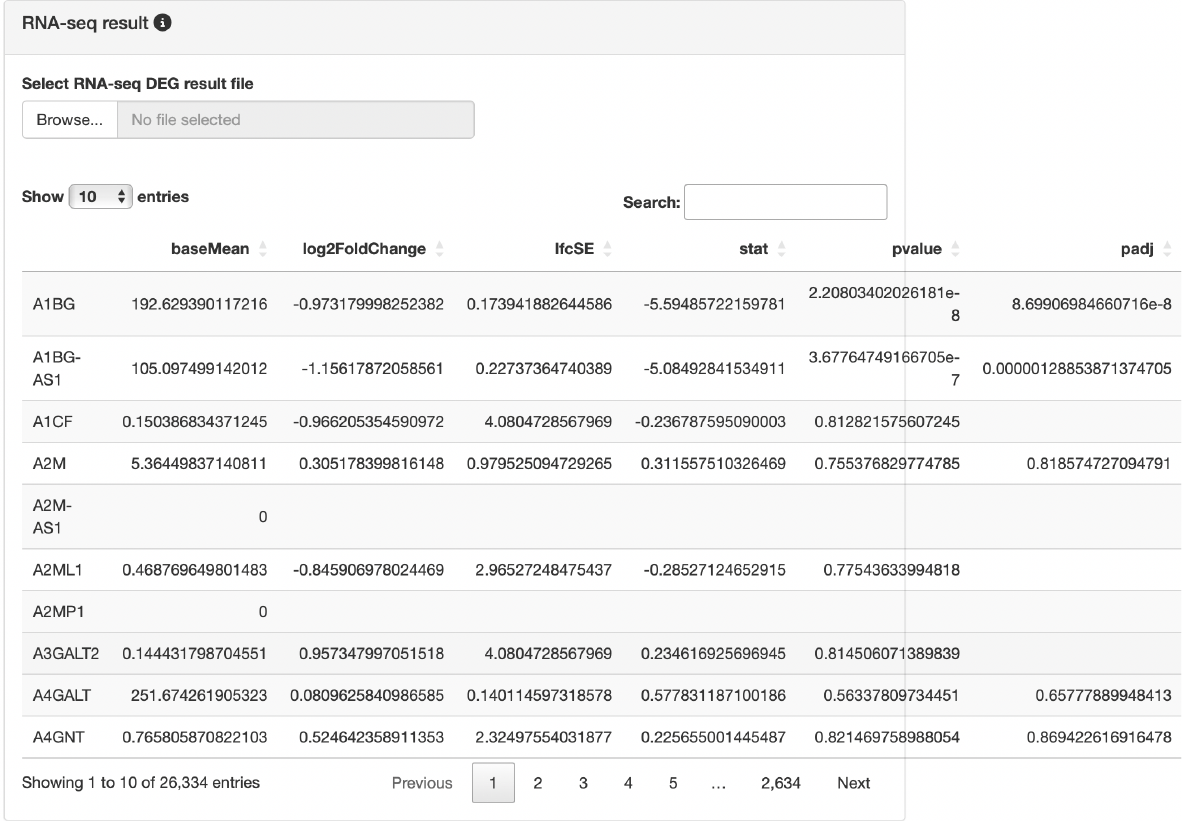 RNA-seq result
Select RNA-seq DEG result file
Browse... No file selected
Show 10 entries
Search:
baseMean log2FoldChange lfcSE stat pvalue padj
A1BG 192.629390117216 -0.973179998252382 0.173941882644586 -5.59485722159781 2.20803402026181e-8 8.69906984660716e-8
A1BG-AS1 105.097499142012 -1.15617872058561 0.22737364740389 -5.08492841534911 3.67764749166705e-7 0.00000128853871374705
A1CF 0.150386834371245 -0.966205354590972 4.0804728567969 -0.236787595090003 0.812821575607245
A2M 5.36449837140811 0.305178399816148 0.979525094729265 0.311557510326469 0.755376829774785 0.818574727094791
A2M-AS1 0
A2ML1 0.468769649801483 -0.845906978024469 2.96527248475437 -0.28527124652915 0.77543633994818
A2MP1 0
A3GALT2 0.144431798704551 0.957347997051518 4.0804728567969 0.234616925696945 0.814506071389839
A4GALT 251.674261905323 0.0809625840986585 0.140114597318578 0.577831187100186 0.56337809734451 0.65777889948413
A4GNT 0.765805870822103 0.524642358911353 2.32497554031877 0.225655001445487 0.821469758988054 0.869422616916478
Showing 1 to 10 of 26,334 entries
Previous 1 2 3 4 5 … 2,634 Next